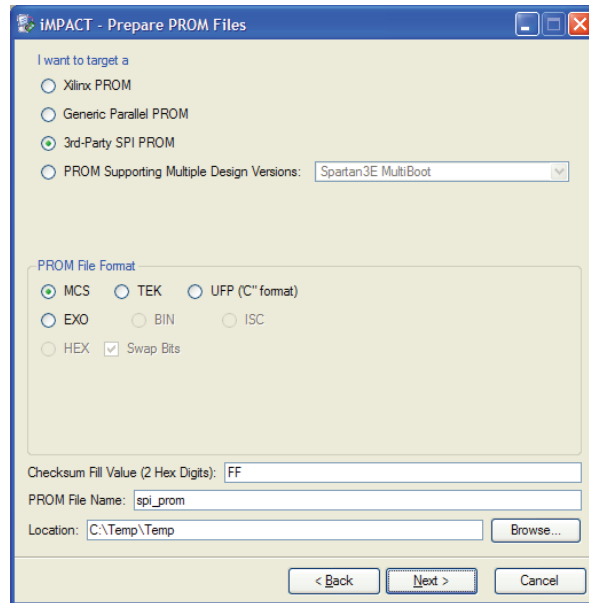 iMPACT - Prepare PROM Files
I want to target a
Xilinx PROM
Generic Parallel PROM
3rd-Party SPI PROM
PROM Supporting Multiple Design Versions: Spartan3E MultiBoot
PROM File Format
MCS TEK UFP ("C" format)
EXO BIN ISC
HEX Swap Bits
Checksum Fill Value (2 Hex Digits): FF
PROM File Name: spi_prom
Location: C:\Temp\Temp Browse...
< Back Next > Cancel